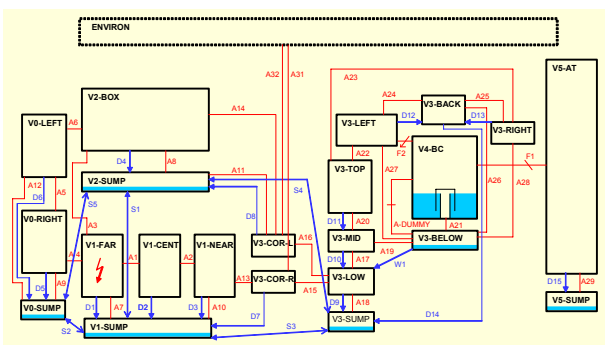 ENVIRON
A32
A31
A23
V5-AT
V2-BOX
A14
A24
V3-BACK
A25
V0-LEFT
A6
V3-LEFT
D12
D13
V3-RIGHT
F2
V4-BC
F1
D4
A8
A22
V3-TOP
A27
A26
A28
A12
D6
A5
V2-SUMP
A11
S4
S5
S1
D8
A-DUMMY
V0-RIGHT
A3
D11
A20
A21
V1-FAR
V1-CENT
V1-NEAR
V3-COR-L
A16
V3-MID
V3-BELOW
A19
A4
A1
A2
D10
A17
W1
D5
A9
A13
V3-COR-R
A15
V3-LOW
D15
A29
V0-SUMP
D1
A7
D2
D3
A10
D9
A18
V5-SUMP
S2
V1-SUMP
D7
S3
V3-SUMP
D14